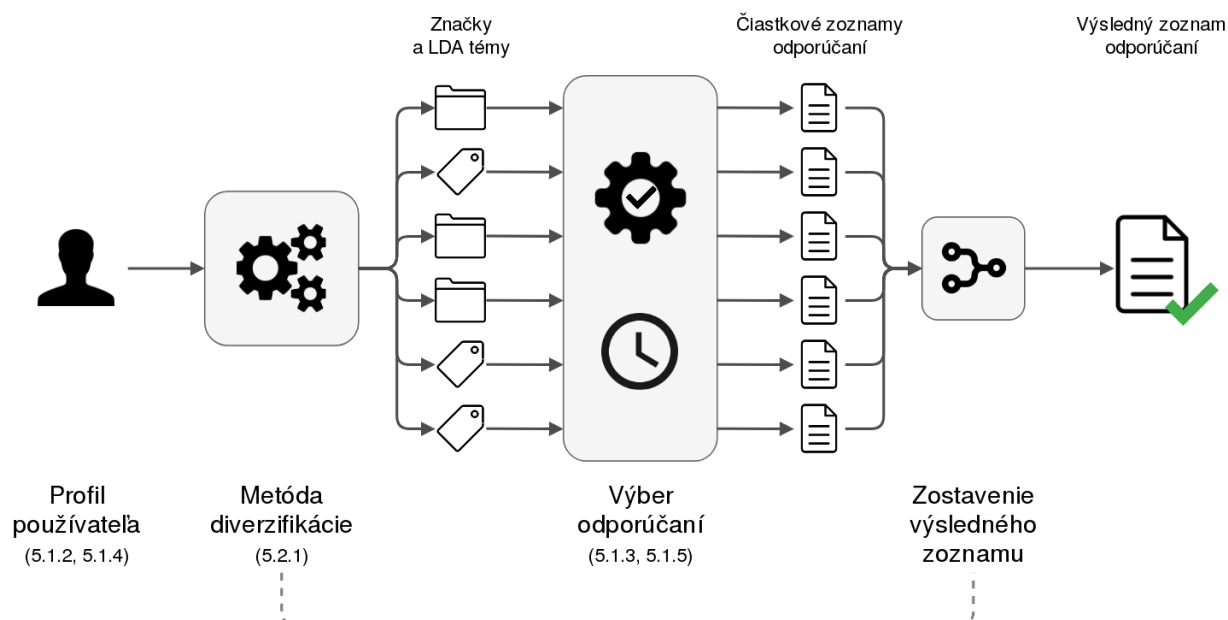 Značky
a LDA témy
Čiastkové zoznamy
odporúčaní
Výsledný zoznam
odporúčaní
Profil
používateľa
(5.1.2, 5.1.4)
Metóda
diverzifikácie
(5.2.1)
Výber
odporúčaní
(5.1.3, 5.1.5)
Zostavenie
výsledného
zoznamu